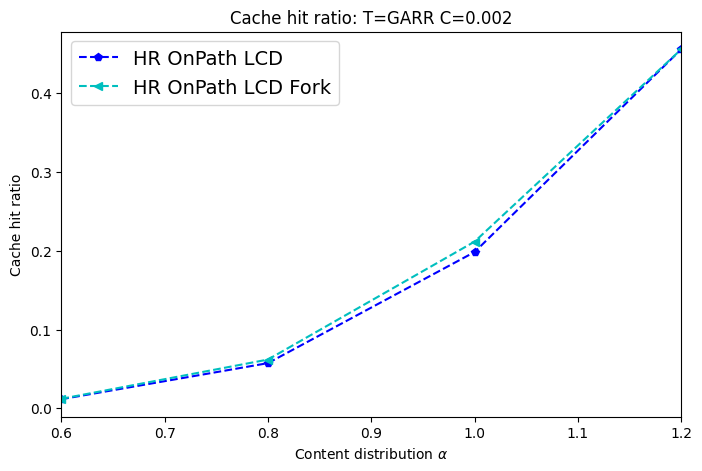 Cache hit ratio: T=GARR C=0.002
HR OnPath LCD
HR OnPath LCD Fork
Cache hit ratio
0.4
0.3
0.2
0.1
0.0
0.6 0.7 0.8 0.9 1.0 1.1 1.2
Content distribution α